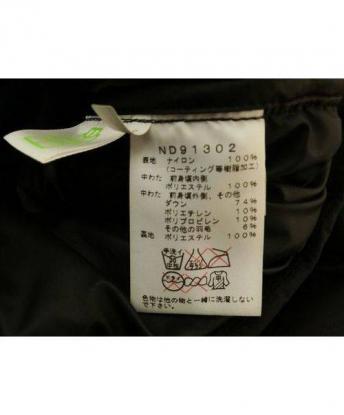 ND91302
表地 ナイロン 100%
(コーティング等樹脂加工)
中わた 前身頃内側
ポリエステル 100%
中わた 前身頃外側、その他
ダウン 74%
ポリエチレン 10%
ポリプロピレン 10%
その他の羽毛 6%
裏地 ポリエステル 100%
手洗イ
30
色物は他の物と一緒に洗濯しない
で下さい。